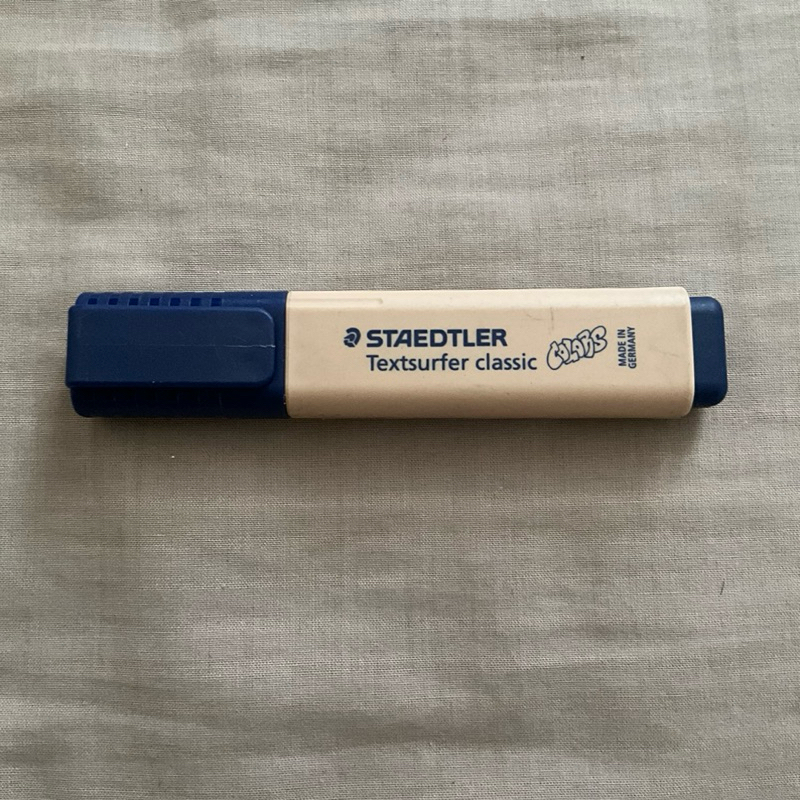 STAEDTLER
Textsurfer classic
COLORS
MADE IN
GERMANY